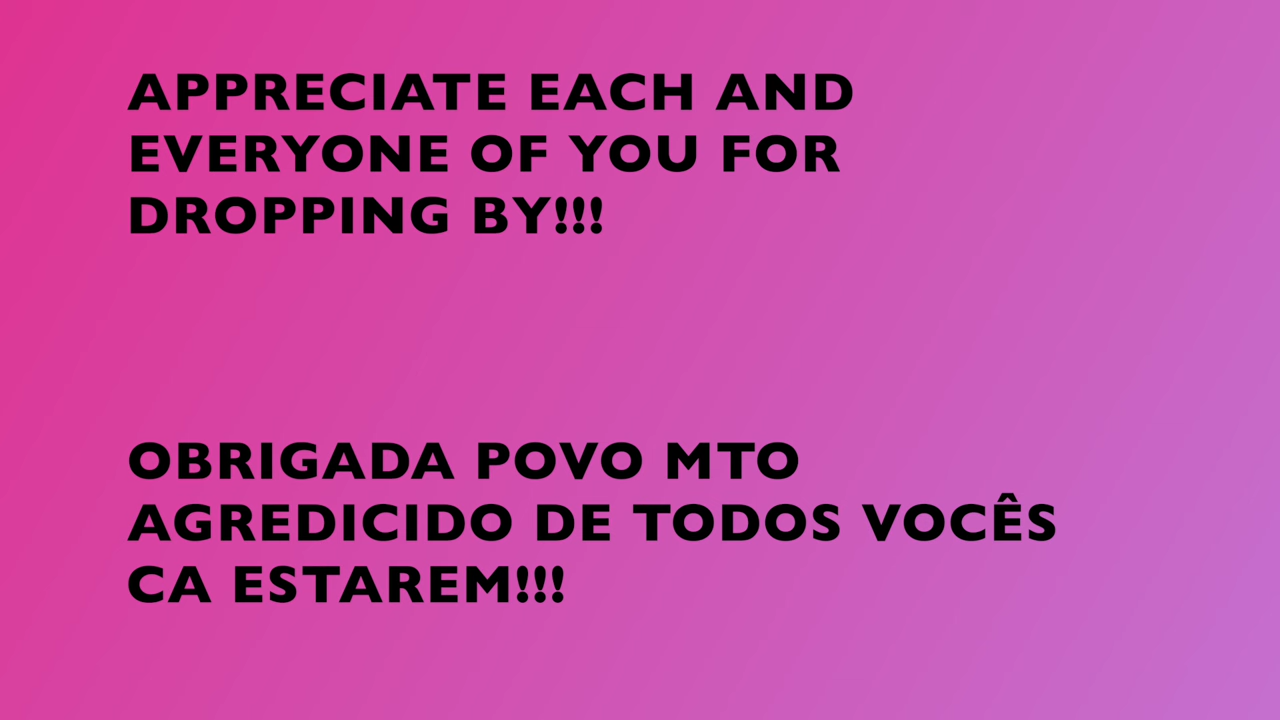 APPRECIATE EACH AND
EVERYONE OF YOU FOR
DROPPING BY!!!
OBRIGADA POVO MTO
AGREDICIDO DE TODOS VOCÊS
CA ESTAREM!!!